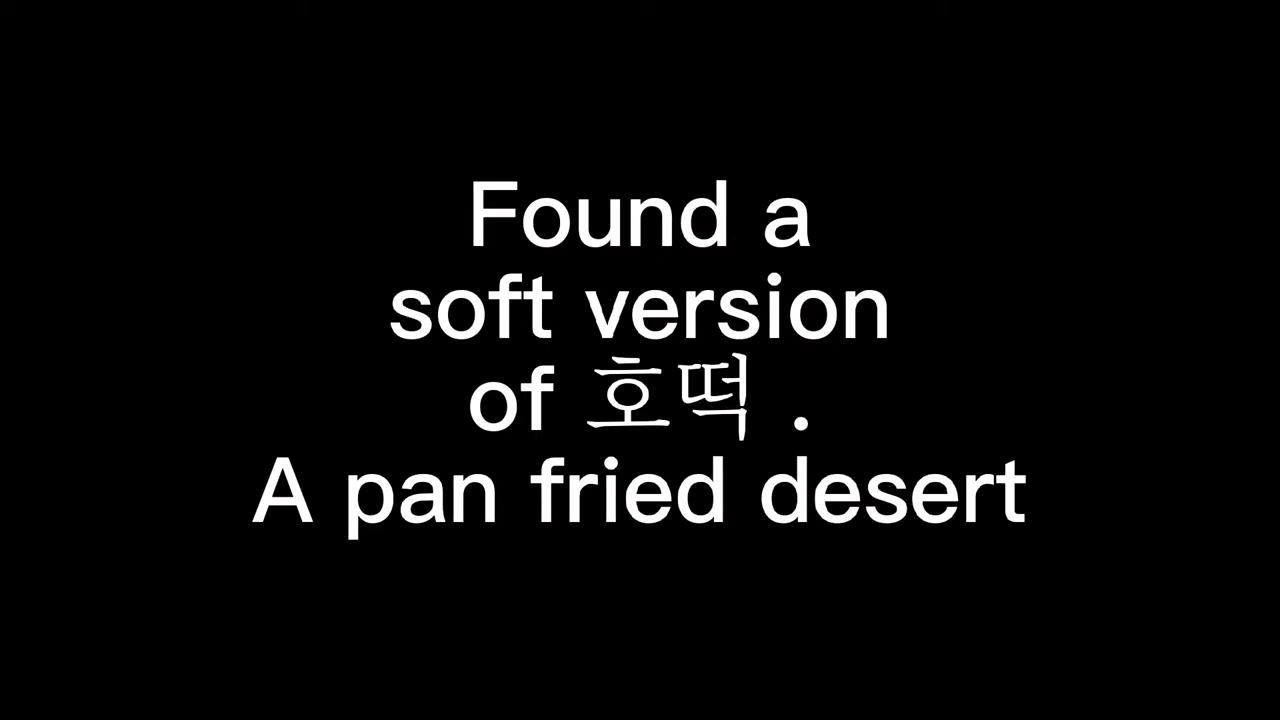 Found a
soft version
of 호떡 .
A pan fried desert